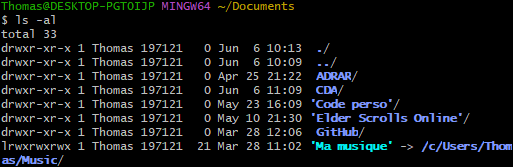 Thomas@DESKTOP-PGTOIJP MINGW64 ~/Documents
$ ls -al
total 33
drwxr-xr-x 1 Thomas 197121  0 Jun  6 10:13  ./
drwxr-xr-x 1 Thomas 197121  0 Jun  6 10:09  ../
drwxr-xr-x 1 Thomas 197121  0 Apr 25 21:22  ADRAR/
drwxr-xr-x 1 Thomas 197121  0 Jun  6 11:09  CDA/
drwxr-xr-x 1 Thomas 197121  0 May 23 16:09 'Code perso'/
drwxr-xr-x 1 Thomas 197121  0 May 10 21:30 'Elder Scrolls Online'/
drwxr-xr-x 1 Thomas 197121  0 Mar 28 12:06  GitHub/
lrwxrwxrwx 1 Thomas 197121 21 Mar 28 11:02 'Ma musique' -> /c/Users/Thom
as/Music/